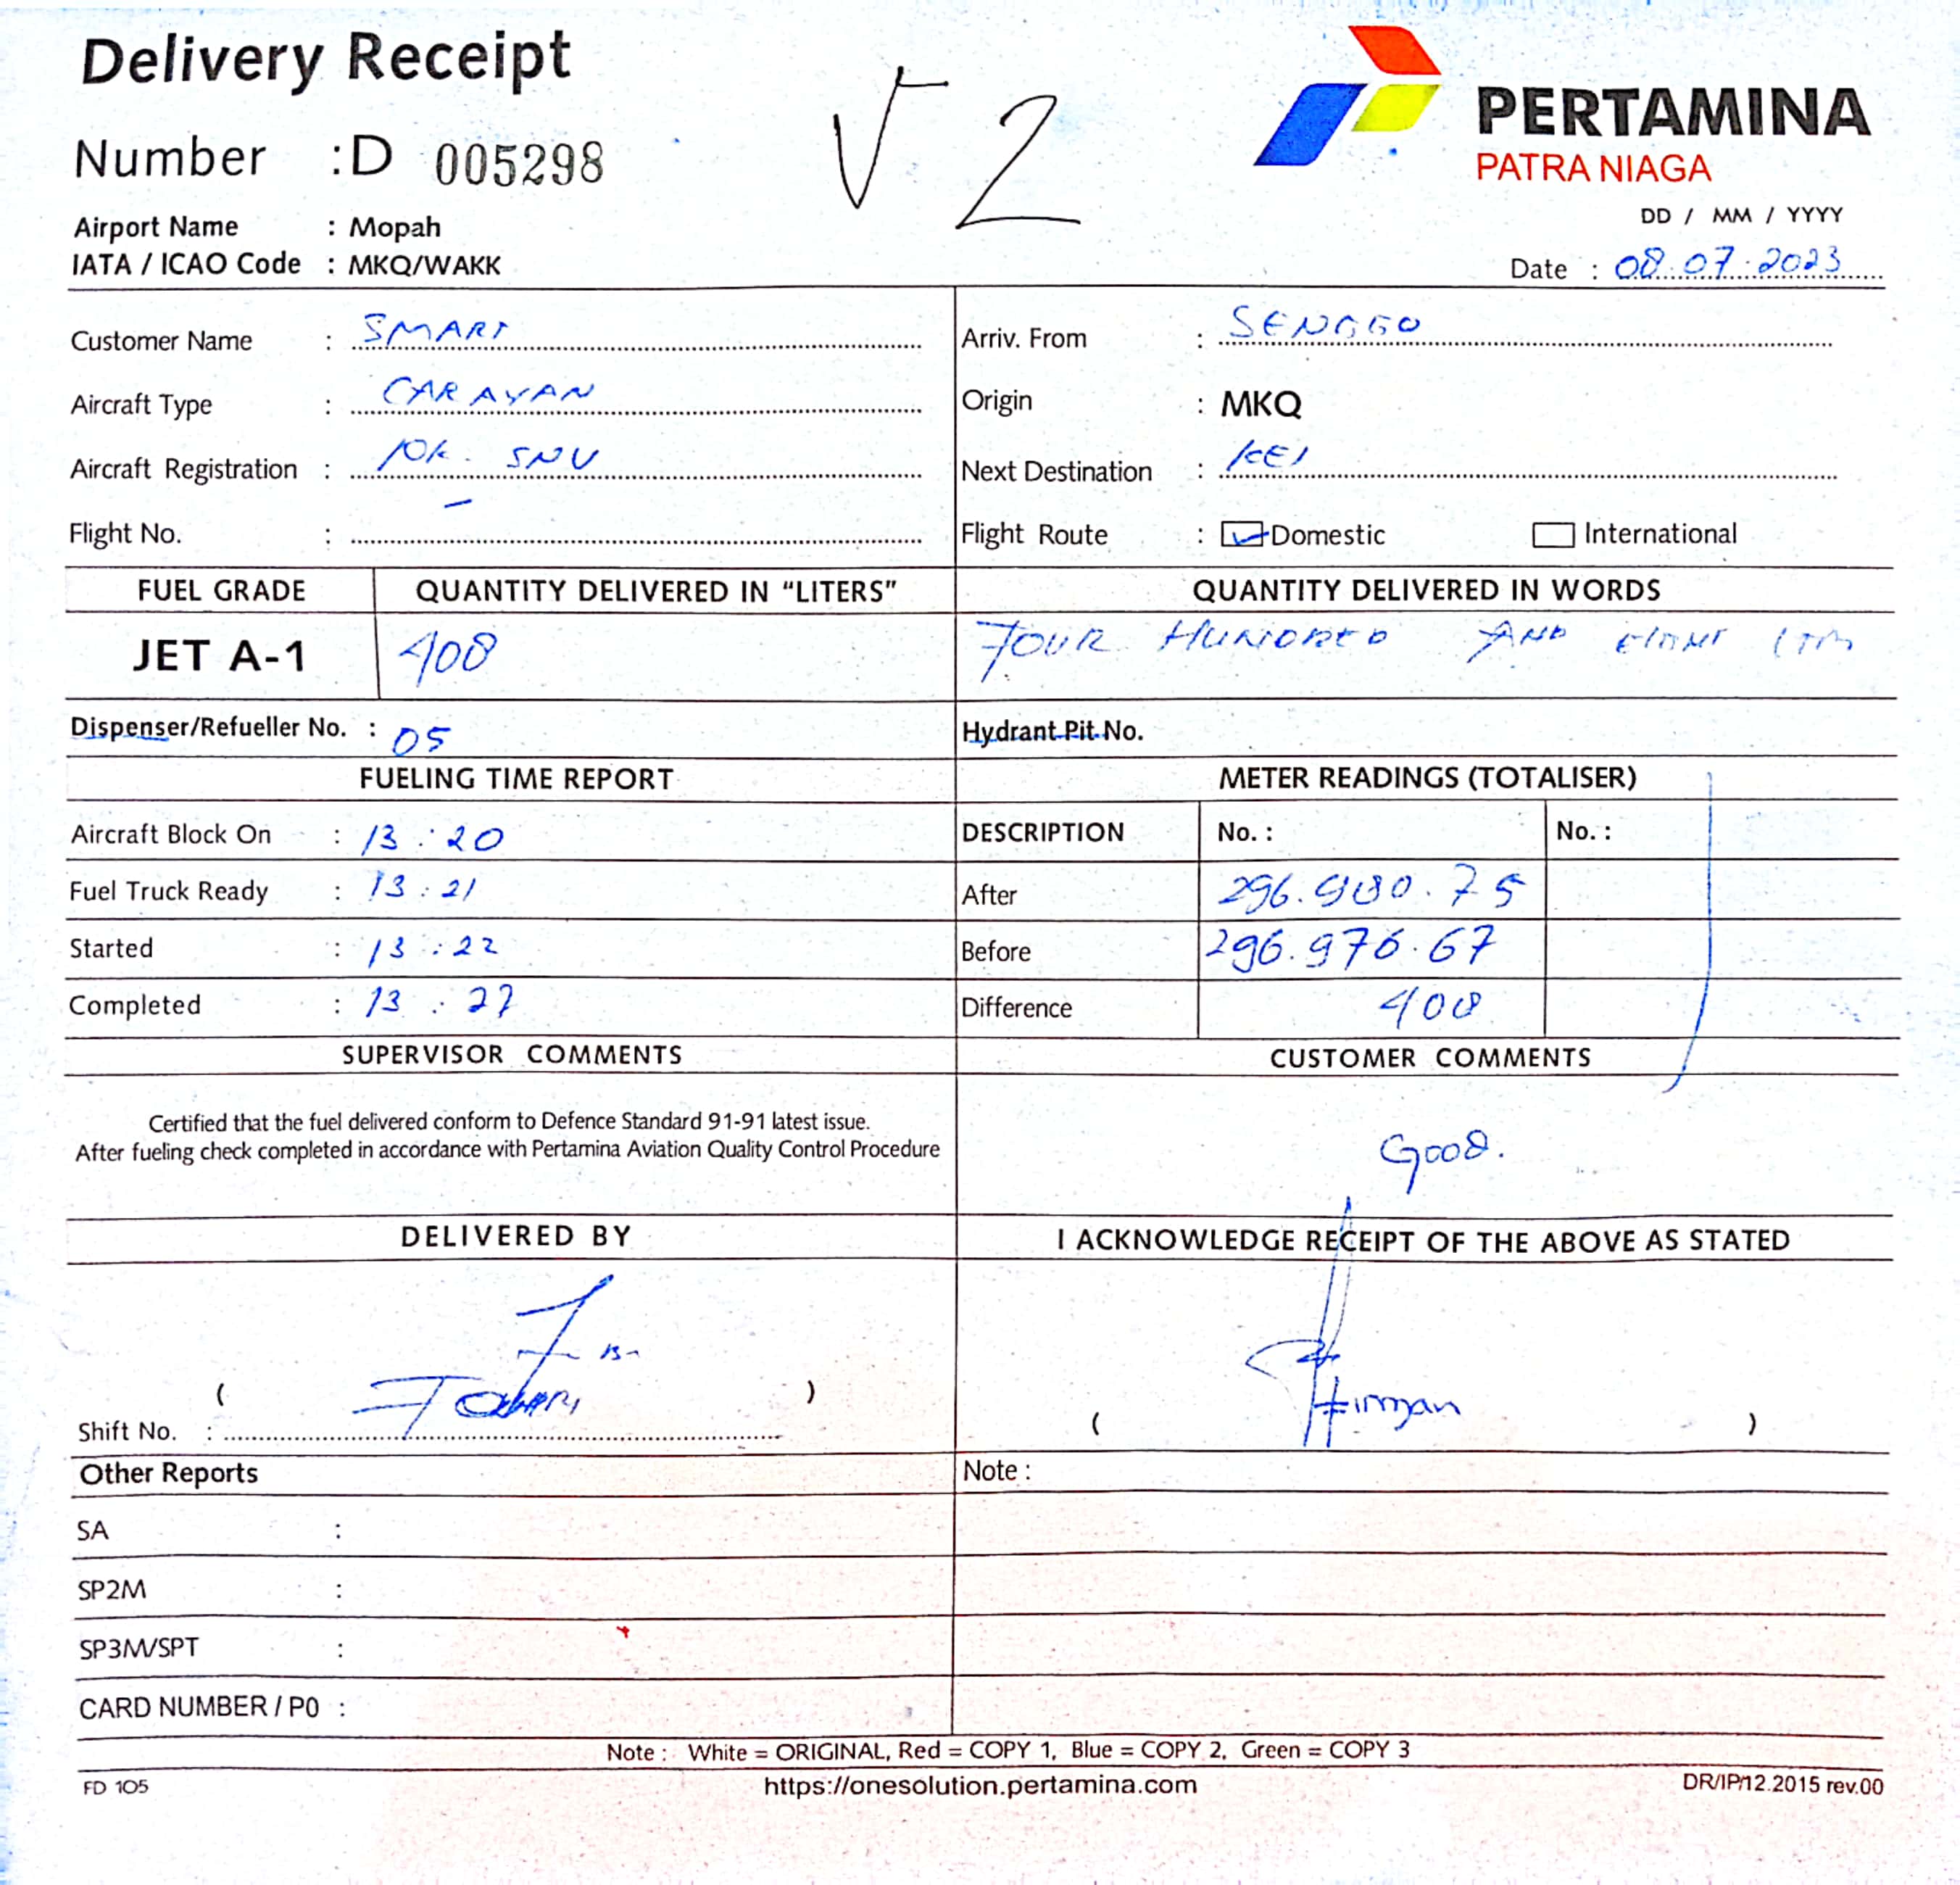 Delivery Receipt
√ 2
PERTAMINA
PATRA NIAGA
Number : D 005298
DD / MM / YYYY
Airport Name : Mopah
IATA / ICAO Code : MKQ/WAKK
Date : 08.07.2023
Customer Name : SMART
Arriv. From : SENGGO
Aircraft Type : CARAVAN
Origin : MKQ
Aircraft Registration : PK. SNU
Next Destination : KEI
Flight No. : –
Flight Route : Domestic International
FUEL GRADE QUANTITY DELIVERED IN “LITERS” QUANTITY DELIVERED IN WORDS
JET A-1 408 FOUR HUNDRED AND EIGHT LTR
Dispenser/Refueller No. : 05 Hydrant Pit No.
FUELING TIME REPORT METER READINGS (TOTALISER)
Aircraft Block On : 13:20 DESCRIPTION No. : No. :
Fuel Truck Ready : 13:21 After 296.980.75
Started : 13:22 Before 296.976.67
Completed : 13:27 Difference 408
SUPERVISOR COMMENTS CUSTOMER COMMENTS
Certified that the fuel delivered conform to Defence Standard 91-91 latest issue.
After fueling check completed in accordance with Pertamina Aviation Quality Control Procedure
Good.
DELIVERED BY I ACKNOWLEDGE RECEIPT OF THE ABOVE AS STATED
( )
Shift No. :
( Firman )
Other Reports Note :
SA :
SP2M :
SP3M/SPT :
CARD NUMBER / PO :
Note : White = ORIGINAL, Red = COPY 1, Blue = COPY 2, Green = COPY 3
FD 105 https://onesolution.pertamina.com DR/IP/12.2015 rev.00